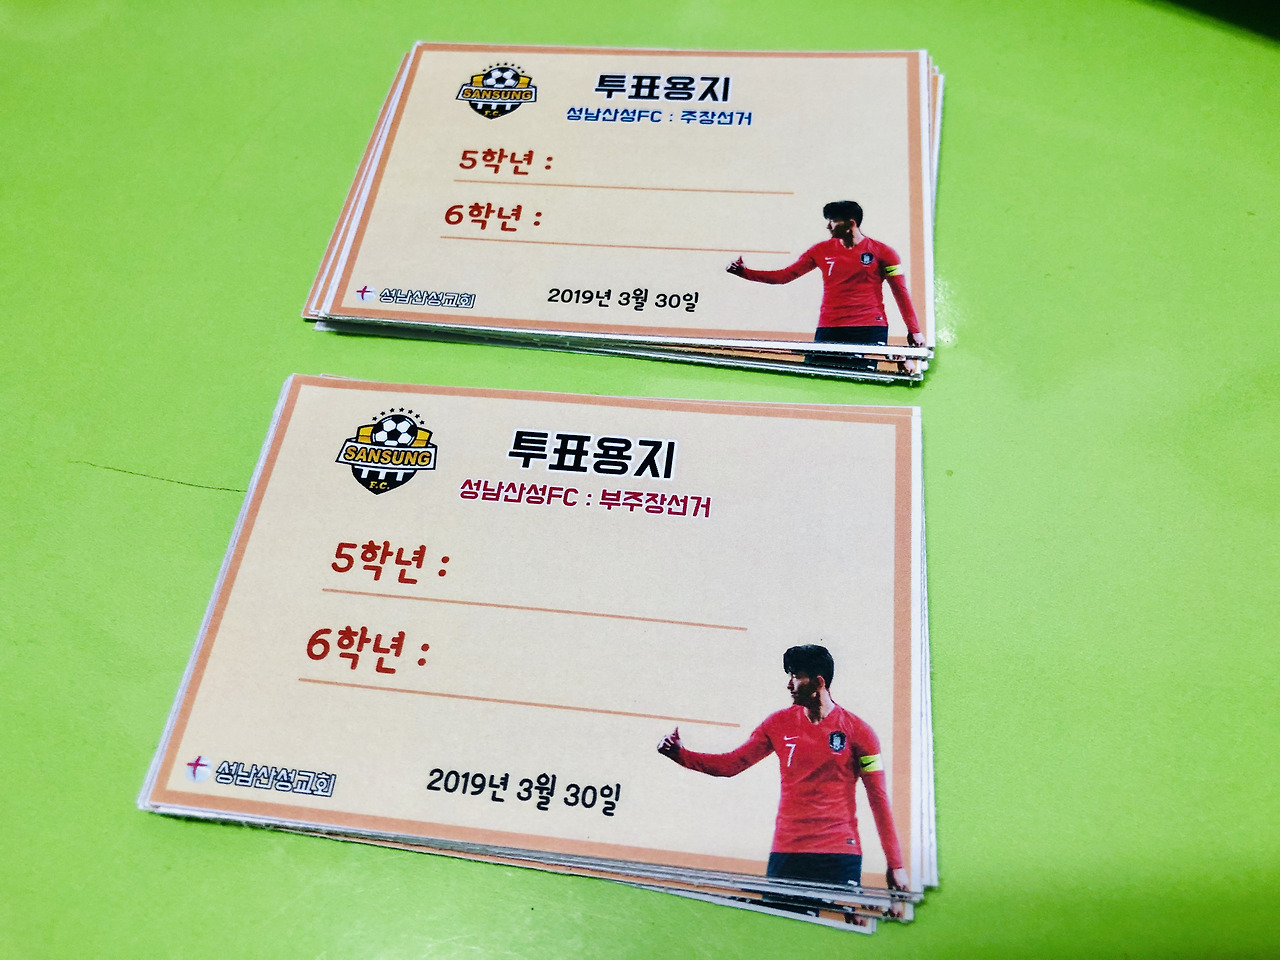 SANSUNG
F.C.
투표용지
성남산성FC : 주장선거
5학년 :
6학년 :
7
성남산성교회
2019년 3월 30일
SANSUNG
F.C.
투표용지
성남산성FC : 부주장선거
5학년 :
6학년 :
7
성남산성교회
2019년 3월 30일